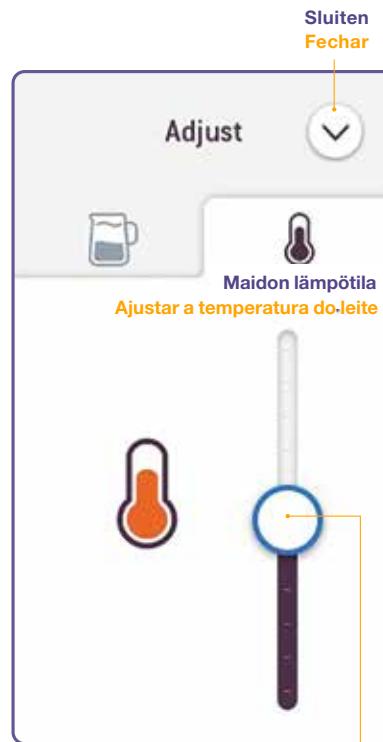 Sluiten
Fechar
Adjust
Maidon lämpötila
Ajustar a temperatura do leite